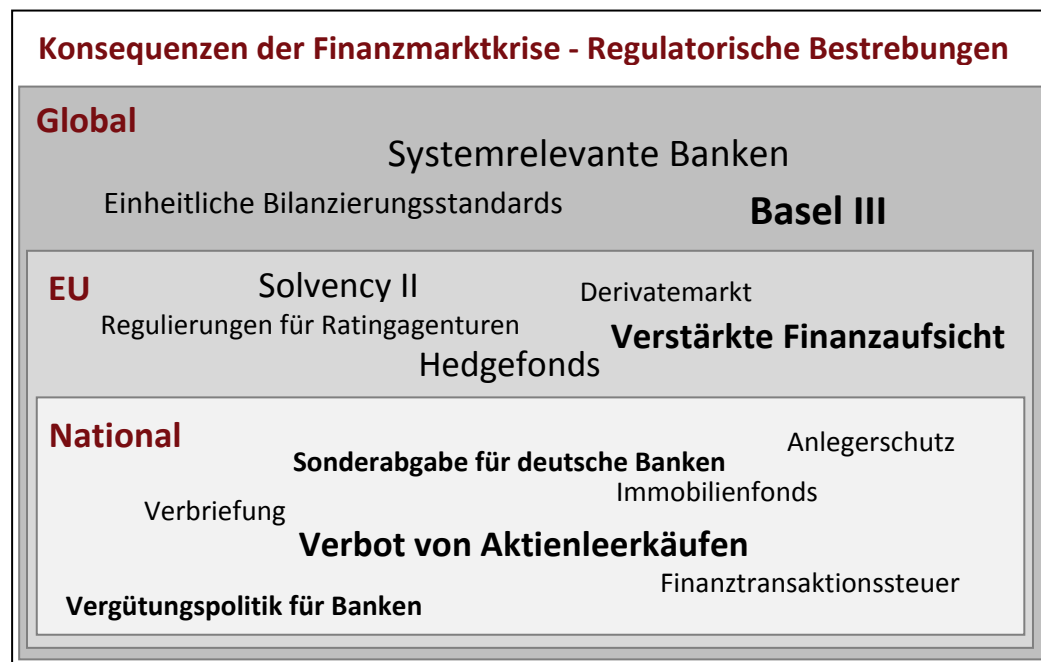 Konsequenzen der Finanzmarktkrise - Regulatorische Bestrebungen
Global
Systemrelevante Banken
Einheitliche Bilanzierungsstandards
Basel III
EU
Solvency II
Derivatemarkt
Regulierungen für Ratingagenturen
Verstärkte Finanzaufsicht
Hedgefonds
National
Anlegerschutz
Sonderabgabe für deutsche Banken
Immobilienfonds
Verbriefung
Verbot von Aktienleerkäufen
Finanztransaktionssteuer
Vergütungspolitik für Banken